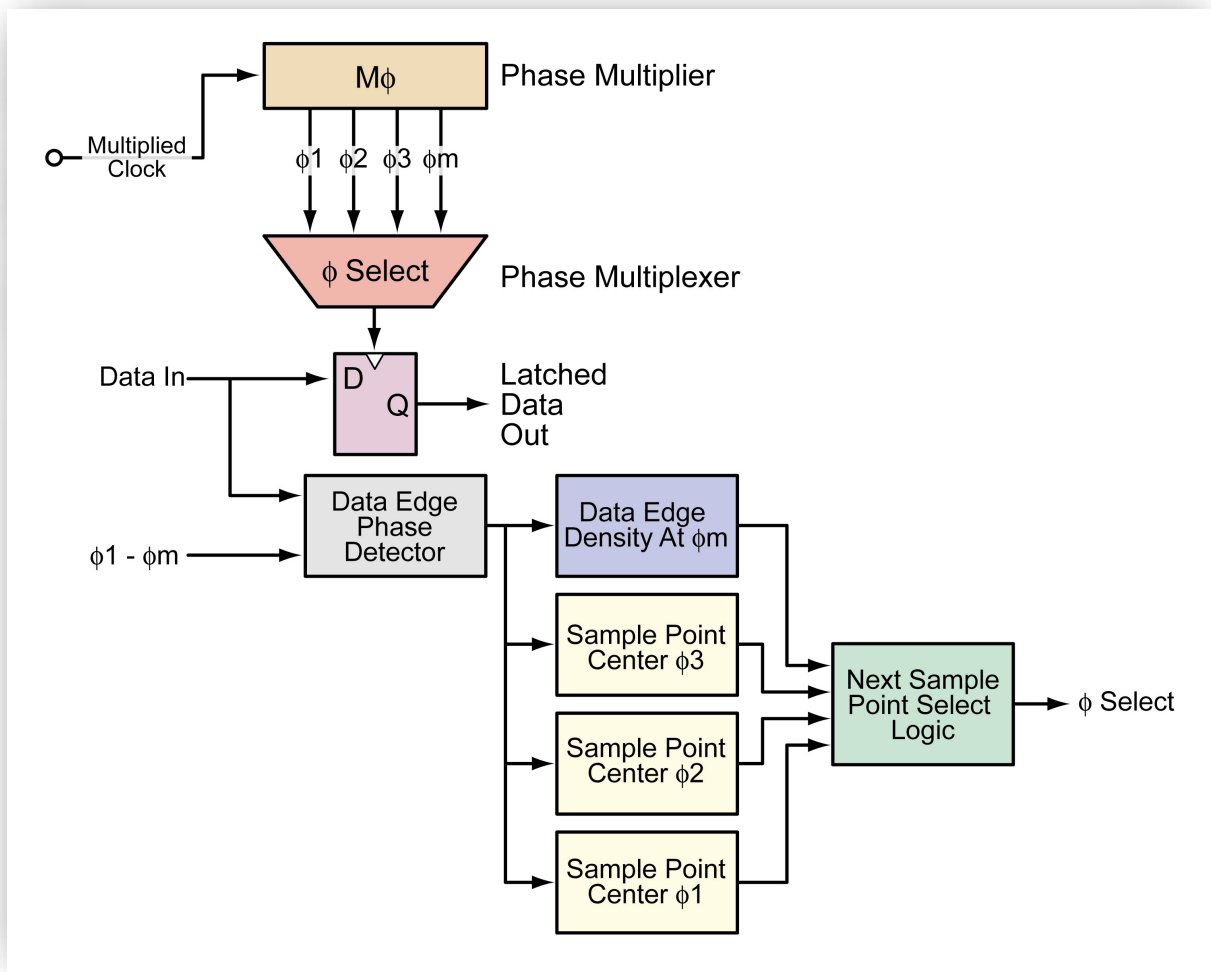 Mϕ
Phase Multiplier
Multiplied
Clock
ϕ1 ϕ2 ϕ3 ϕm
ϕ Select
Phase Multiplexer
Data In
D
Q
Latched
Data
Out
Data Edge
Phase
Detector
ϕ1 - ϕm
Data Edge
Density At ϕm
Sample Point
Center ϕ3
Sample Point
Center ϕ2
Sample Point
Center ϕ1
Next Sample
Point Select
Logic
ϕ Select